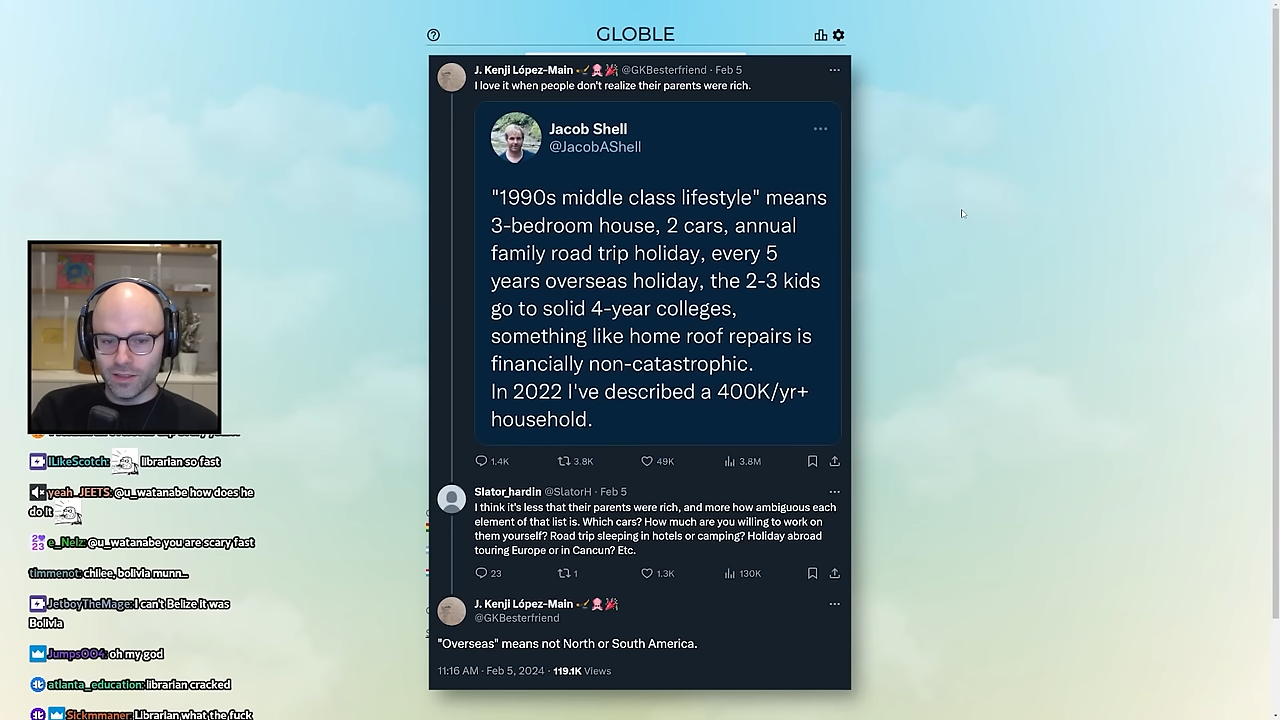 GLOBLE
J. Kenji López-Main @GKBesterfriend · Feb 5
I love it when people don't realize their parents were rich.
Jacob Shell
@JacobAShell
"1990s middle class lifestyle" means
3-bedroom house, 2 cars, annual
family road trip holiday, every 5
years overseas holiday, the 2-3 kids
go to solid 4-year colleges,
something like home roof repairs is
financially non-catastrophic.
In 2022 I've described a 400K/yr+
household.
1.4K 3.8K 49K 3.8M
Slator_hardin @SlatorH · Feb 5
I think it's less that their parents were rich, and more how ambiguous each
element of that list is. Which cars? How much are you willing to work on
them yourself? Road trip sleeping in hotels or camping? Holiday abroad
touring Europe or in Cancun? Etc.
23 1 1.3K 130K
J. Kenji López-Main
@GKBesterfriend
"Overseas" means not North or South America.
11:16 AM · Feb 5, 2024 · 119.1K Views
ILikeScotch: librarian so fast
yeah_JEETS: @u_watanabe how does he
do it
e_Nelz: @u_watanabe you are scary fast
timmenot: chilee, bolivia munn...
JetboyTheMage: I can't Belize it was
Bolivia
Jumps004: oh my god
atlanta_education: librarian cracked
Sickmmaner: Librarian what the fuck